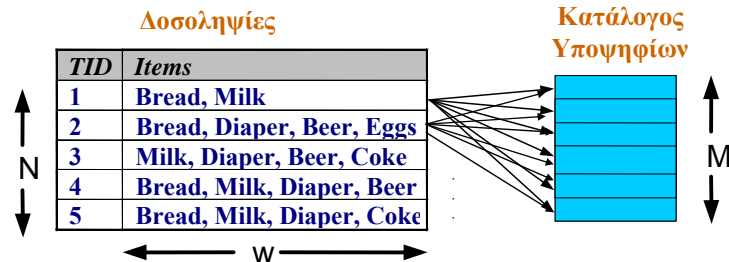 Δοσοληψίες
Κατάλογος
Υποψηφίων
TID Items
1 Bread, Milk
2 Bread, Diaper, Beer, Eggs
3 Milk, Diaper, Beer, Coke
4 Bread, Milk, Diaper, Beer
5 Bread, Milk, Diaper, Coke
N
M
w